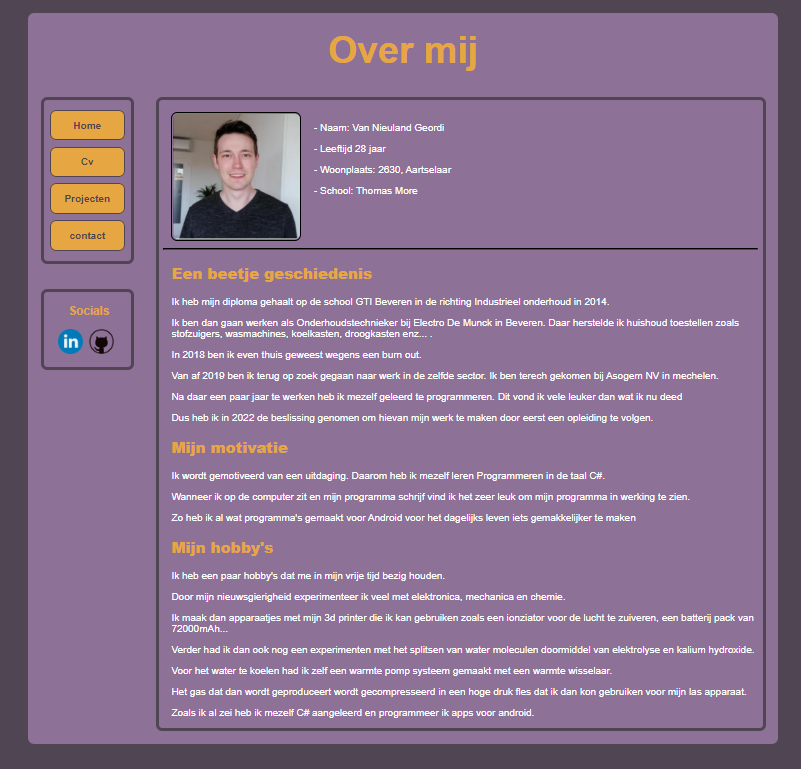 Over mij
Home
Cv
Projecten
contact
Socials
in
- Naam: Van Nieuland Geordi
- Leeftijd 28 jaar
- Woonplaats: 2630, Aartselaar
- School: Thomas More
Een beetje geschiedenis
Ik heb mijn diploma gehaalt op de school GTI Beveren in de richting Industrieel onderhoud in 2014.
Ik ben dan gaan werken als Onderhoudstechnieker bij Electro De Munck in Beveren. Daar herstelde ik huishoud toestellen zoals
stofzuigers, wasmachines, koelkasten, droogkasten enz... .
In 2018 ben ik even thuis geweest wegens een burn out.
Van af 2019 ben ik terug op zoek gegaan naar werk in de zelfde sector. Ik ben terech gekomen bij Asogem NV in mechelen.
Na daar een paar jaar te werken heb ik mezelf geleerd te programmeren. Dit vond ik vele leuker dan wat ik nu deed
Dus heb ik in 2022 de beslissing genomen om hievan mijn werk te maken door eerst een opleiding te volgen.
Mijn motivatie
Ik wordt gemotiveerd van een uitdaging. Daarom heb ik mezelf leren Programmeren in de taal C#.
Wanneer ik op de computer zit en mijn programma schrijf vind ik het zeer leuk om mijn programma in werking te zien.
Zo heb ik al wat programma's gemaakt voor Android voor het dagelijks leven iets gemakkelijker te maken
Mijn hobby's
Ik heb een paar hobby's dat me in mijn vrije tijd bezig houden.
Door mijn nieuwsgierigheid experimenteer ik veel met elektronica, mechanica en chemie.
Ik maak dan apparaatjes met mijn 3d printer die ik kan gebruiken zoals een ionziator voor de lucht te zuiveren, een batterij pack van
72000mAh...
Verder had ik dan ook nog een experimenten met het splitsen van water moleculen doormiddel van elektrolyse en kalium hydroxide.
Voor het water te koelen had ik zelf een warmte pomp systeem gemaakt met een warmte wisselaar.
Het gas dat dan wordt geproduceert wordt gecompresseerd in een hoge druk fles dat ik dan kon gebruiken voor mijn las apparaat.
Zoals ik al zei heb ik mezelf C# aangeleerd en programmeer ik apps voor android.